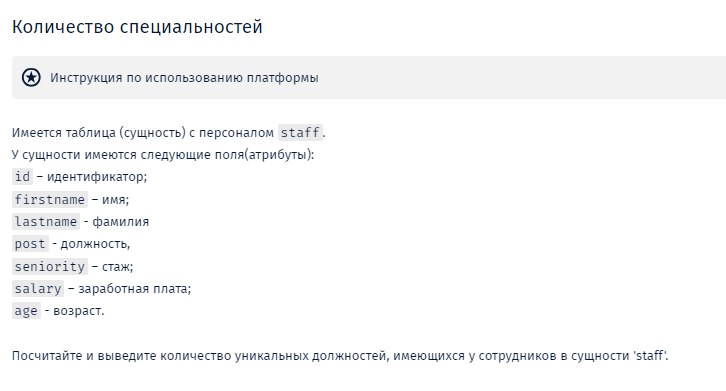 Количество специальностей
Инструкция по использованию платформы
Имеется таблица (сущность) с персоналом staff.
У сущности имеются следующие поля(атрибуты):
id – идентификатор;
firstname – имя;
lastname - фамилия
post - должность,
seniority – стаж;
salary – заработная плата;
age - возраст.
Посчитайте и выведите количество уникальных должностей, имеющихся у сотрудников в сущности 'staff'.